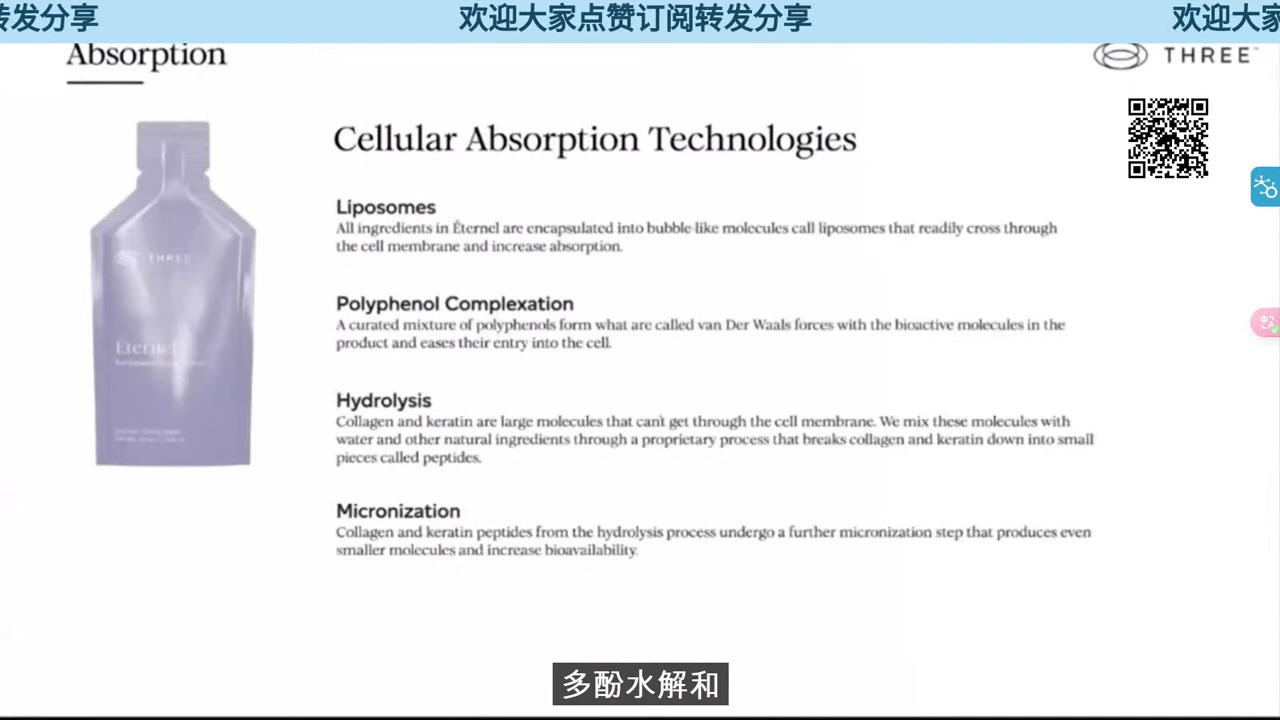 转发分享 欢迎大家点赞订阅转发分享 欢迎大家
Absorption
THREE
Cellular Absorption Technologies
Liposomes
All ingredients in Éternel are encapsulated into bubble-like molecules call liposomes that readily cross through
the cell membrane and increase absorption.
THREE
Polyphenol Complexation
A curated mixture of polyphenols form what are called van Der Waals forces with the bioactive molecules in the
product and eases their entry into the cell.
Éternel
Hydrolysis
Collagen and keratin are large molecules that can't get through the cell membrane. We mix these molecules with
water and other natural ingredients through a proprietary process that breaks collagen and keratin down into small
pieces called peptides.
Micronization
Collagen and keratin peptides from the hydrolysis process undergo a further micronization step that produces even
smaller molecules and increase bioavailability.
多酚水解和